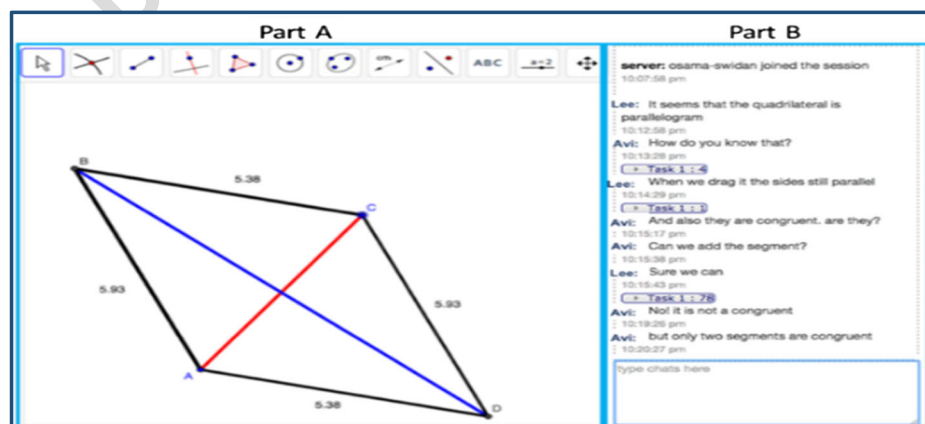 Part A
Part B
cm
ABC
a=2
B
5.38
C
5.93
5.93
A
5.38
D
server: osama-swidan joined the session
10:07:58 pm
Lee: It seems that the quadrilateral is
parallelogram
10:12:58 pm
Avi: How do you know that?
10:13:28 pm
Task 1 : 4
Lee: When we drag it the sides still parallel
10:14:29 pm
Task 1 : 1
Avi: And also they are congruent. are they?
10:15:17 pm
Avi: Can we add the segment?
10:15:38 pm
Lee: Sure we can
10:15:43 pm
Task 1 : 78
Avi: No! it is not a congruent
10:19:26 pm
Avi: but only two segments are congruent
10:20:27 pm
type chats here